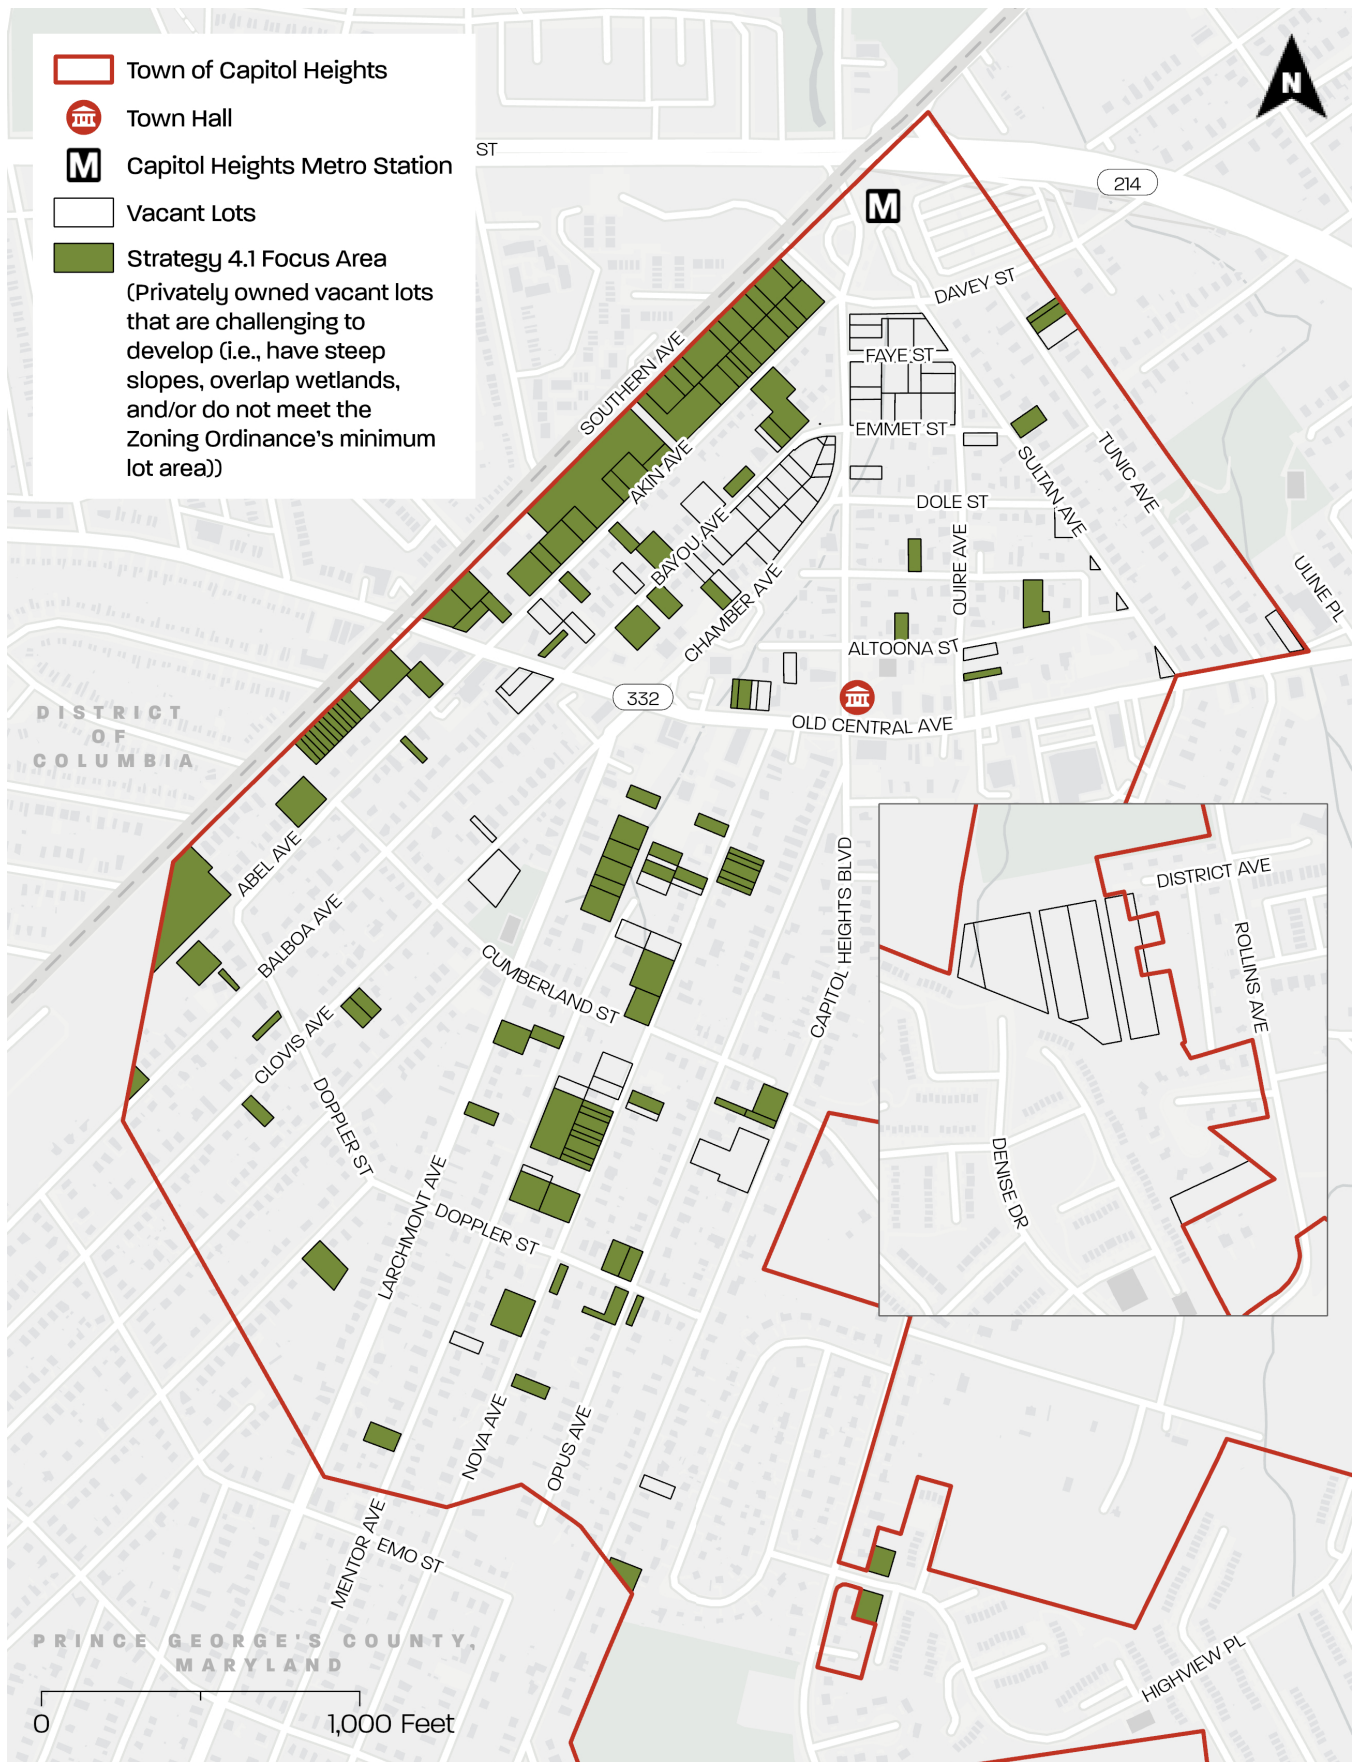 Town of Capitol Heights
Town Hall
M
Capitol Heights Metro Station
Vacant Lots
Strategy 4.1 Focus Area
(Privately owned vacant lots
that are challenging to
develop (i.e., have steep
slopes, overlap wetlands,
and/or do not meet the
Zoning Ordinance's minimum
lot area))
ST
N
214
M
DAVEY ST
SOUTHERN AVE
FAYE ST
EMMET ST
AKIN AVE
SULTAN AVE
TUNIC AVE
DOLE ST
BAYOU AVE
QUIRE AVE
CHAMBER AVE
ULINE PL
ALTOONA ST
332
OLD CENTRAL AVE
DISTRICT
OF
COLUMBIA
ABEL AVE
BALBOA AVE
CAPITOL HEIGHTS BLVD
DISTRICT AVE
ROLLINS AVE
CUMBERLAND ST
CLOVIS AVE
DOPPLER ST
DENISE DR
LARCHMONT AVE
DOPPLER ST
NOVA AVE
OPUS AVE
MENTOR AVE
EMO ST
PRINCE GEORGE'S COUNTY,
MARYLAND
HIGHVIEW PL
0
1,000 Feet